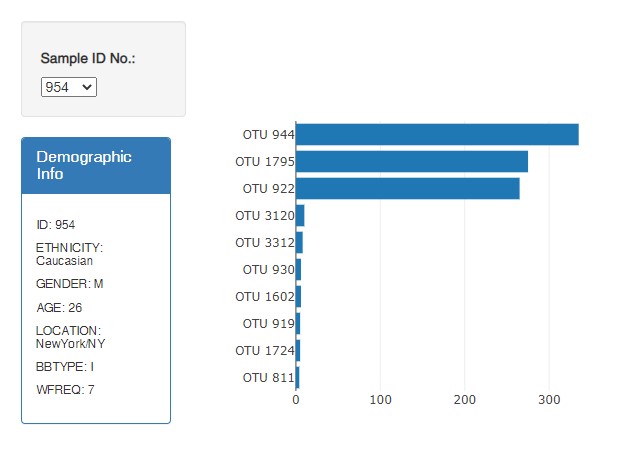 Sample ID No.:
954
Demographic
Info
ID: 954
ETHNICITY:
Caucasian
GENDER: M
AGE: 26
LOCATION:
NewYork/NY
BBTYPE: I
WFREQ: 7
OTU 944
OTU 1795
OTU 922
OTU 3120
OTU 3312
OTU 930
OTU 1602
OTU 919
OTU 1724
OTU 811
0 100 200 300